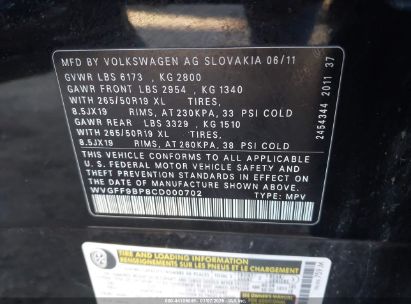 MFD BY VOLKSWAGEN AG SLOVAKIA 06/11
GVWR LBS 6173 , KG 2800
GAWR FRONT LBS 2954 , KG 1340
WITH 265/50R19 XL TIRES,
8.5JX19 RIMS, AT 230KPA, 33 PSI COLD
GAWR REAR LBS 3329 , KG 1510
WITH 265/50R19 XL TIRES,
8.5JX19 RIMS, AT 260KPA, 38 PSI COLD
THIS VEHICLE CONFORMS TO ALL APPLICABLE
U. S. FEDERAL MOTOR VEHICLE SAFETY AND
THEFT PREVENTION STANDARDS IN EFFECT ON
THE DATE OF MANUFACTURE SHOWN ABOVE.
WVGFF9BP8CD000702 TYPE: MPV
2454344 2011 37
TIRE AND LOADING INFORMATION